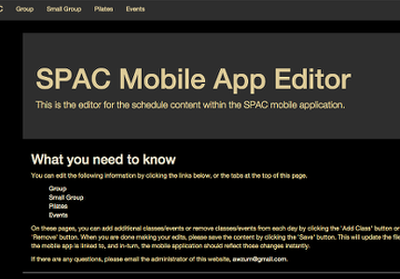 C Group Small Group Pilates Events
SPAC Mobile App Editor
This is the editor for the schedule content within the SPAC mobile application.
What you need to know
You can edit the following information by clicking the links below, or the tabs at the top of this page.
Group
Small Group
Pilates
Events
On these pages, you can add additional classes/events or remove classes/events from each day by clicking the 'Add Class' button or
'Remove' button. When you are done making your edits, please save the content by clicking the 'Save' button. This will update the file
the mobile app is linked to, and in-turn, the mobile application should reflect those changes instantly.
If there are any questions, please email the administrator of this website, awzurn@gmail.com.